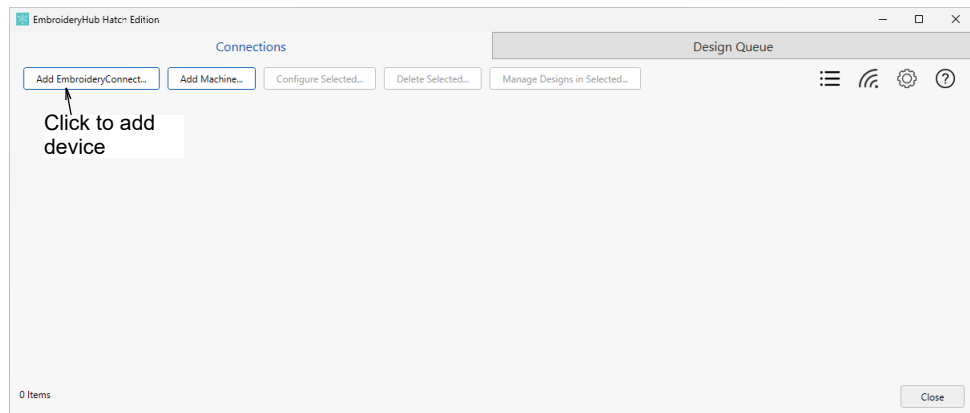 EmbroideryHub Hatch Edition
Connections
Design Queue
Add EmbroideryConnect...
Add Machine...
Configure Selected...
Delete Selected...
Manage Designs in Selected...
Click to add
device
0 Items
Close